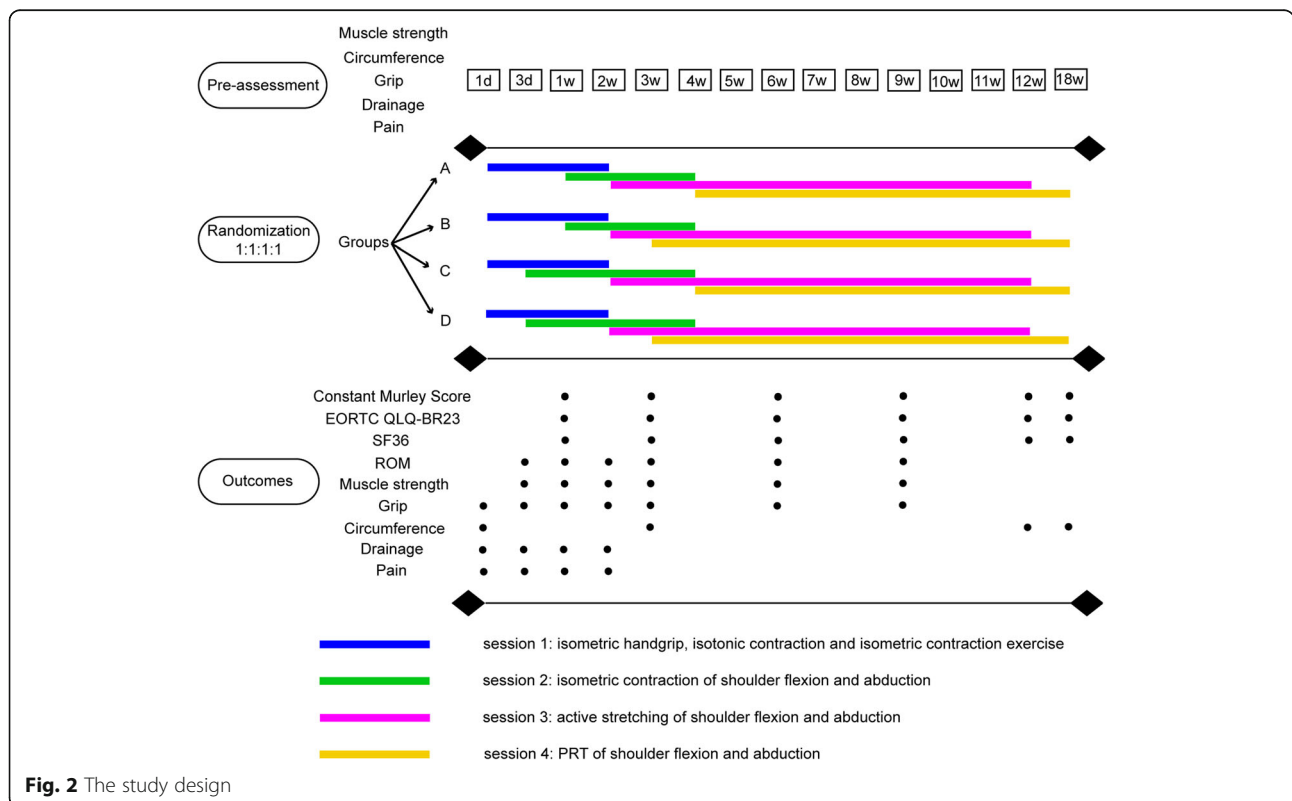 Muscle strength
Circumference
Pre-assessment
Grip
1d 3d 1w 2w 3w 4w 5w 6w 7w 8w 9w 10w 11w 12w 18w
Drainage
Pain
A
B
Randomization
1:1:1:1
Groups
C
D
Constant Murley Score
EORTC QLQ-BR23
SF36
ROM
Outcomes
Muscle strength
Grip
Circumference
Drainage
Pain
session 1: isometric handgrip, isotonic contraction and isometric contraction exercise
session 2: isometric contraction of shoulder flexion and abduction
session 3: active stretching of shoulder flexion and abduction
session 4: PRT of shoulder flexion and abduction
Fig. 2 The study design